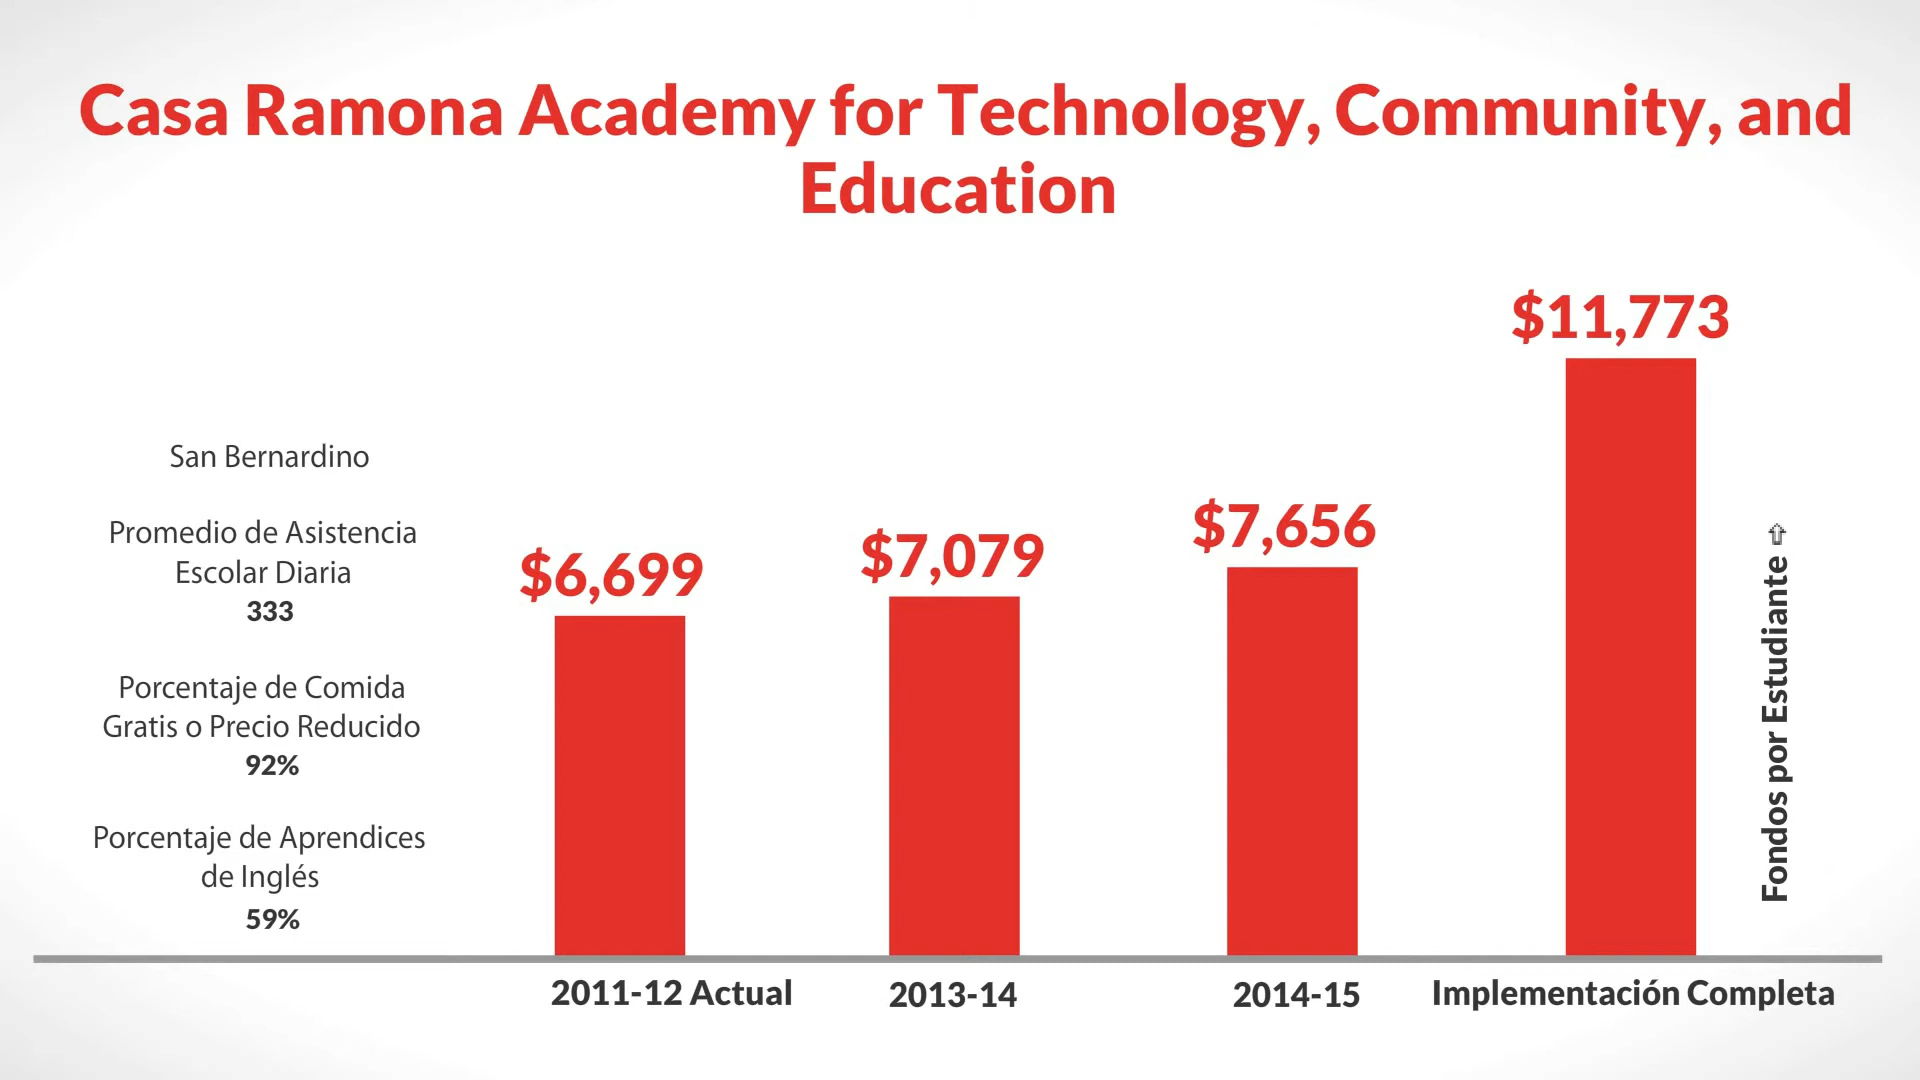 Casa Ramona Academy for Technology, Community, and
Education
San Bernardino
Promedio de Asistencia
Escolar Diaria
333
Porcentaje de Comida
Gratis o Precio Reducido
92%
Porcentaje de Aprendices
de Inglés
59%
$6,699
$7,079
$7,656
$11,773
Fondos por Estudiante ⇧
2011-12 Actual
2013-14
2014-15
Implementación Completa